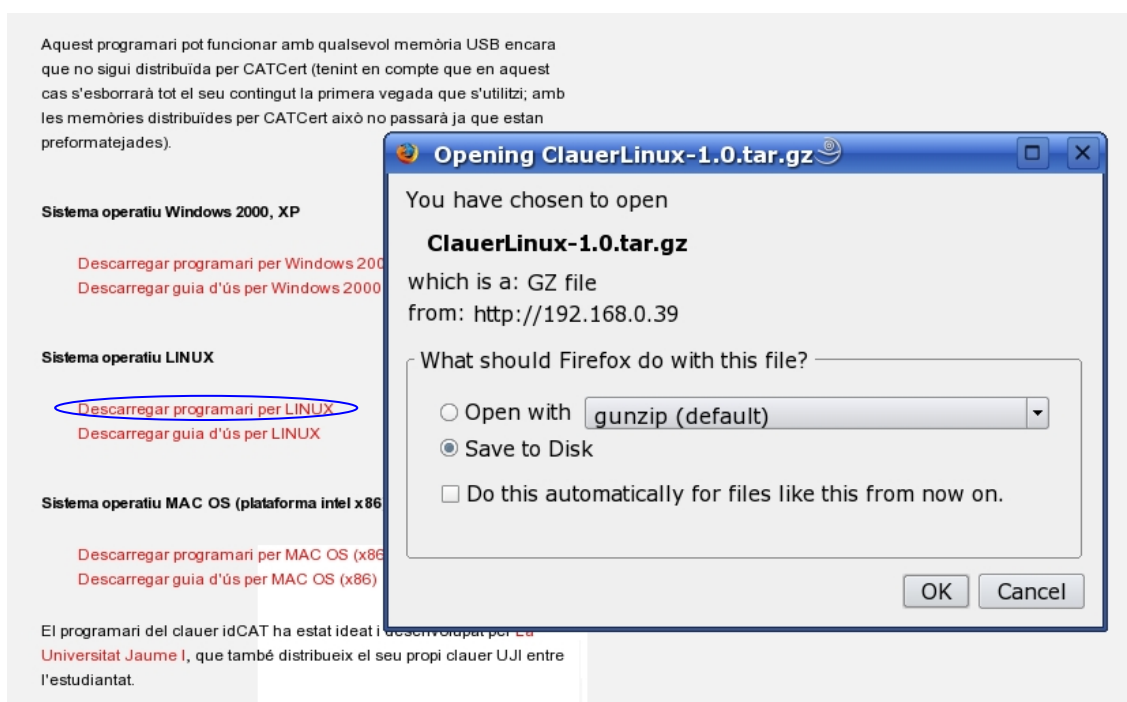 Aquest programari pot funcionar amb qualsevol memòria USB encara
que no sigui distribuïda per CATCert (tenint en compte que en aquest
cas s'esborrarà tot el seu contingut la primera vegada que s'utilitzi; amb
les memòries distribuïdes per CATCert això no passarà ja que estan
preformatejades).
Sistema operatiu Windows 2000, XP
Descarregar programari per Windows 200
Descarregar guia d'ús per Windows 2000
Sistema operatiu LINUX
Descarregar programari per LINUX
Descarregar guia d'ús per LINUX
Sistema operatiu MAC OS (plataforma intel x86
Descarregar programari per MAC OS (x86
Descarregar guia d'ús per MAC OS (x86)
El programari del clauer idCAT ha estat ideat i desenvolupat per La
Universitat Jaume I, que també distribueix el seu propi clauer UJI entre
l'estudiantat.
Opening ClauerLinux-1.0.tar.gz
You have chosen to open
ClauerLinux-1.0.tar.gz
which is a: GZ file
from: http://192.168.0.39
What should Firefox do with this file?
Open with gunzip (default)
Save to Disk
Do this automatically for files like this from now on.
OK Cancel